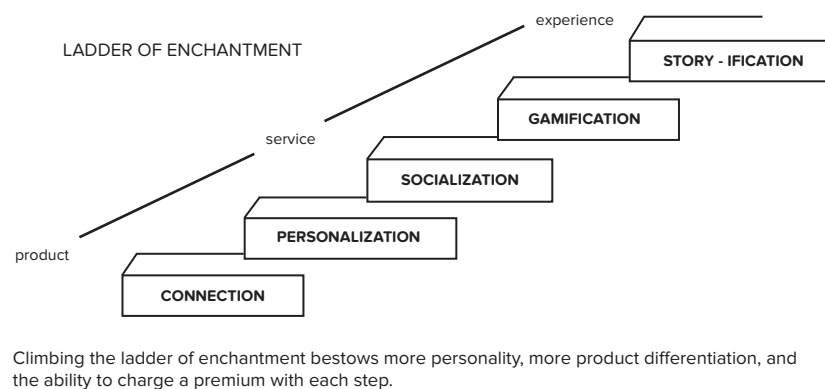 experience
LADDER OF ENCHANTMENT
STORY - IFICATION
GAMIFICATION
service
SOCIALIZATION
PERSONALIZATION
product
CONNECTION
Climbing the ladder of enchantment bestows more personality, more product differentiation, and
the ability to charge a premium with each step.